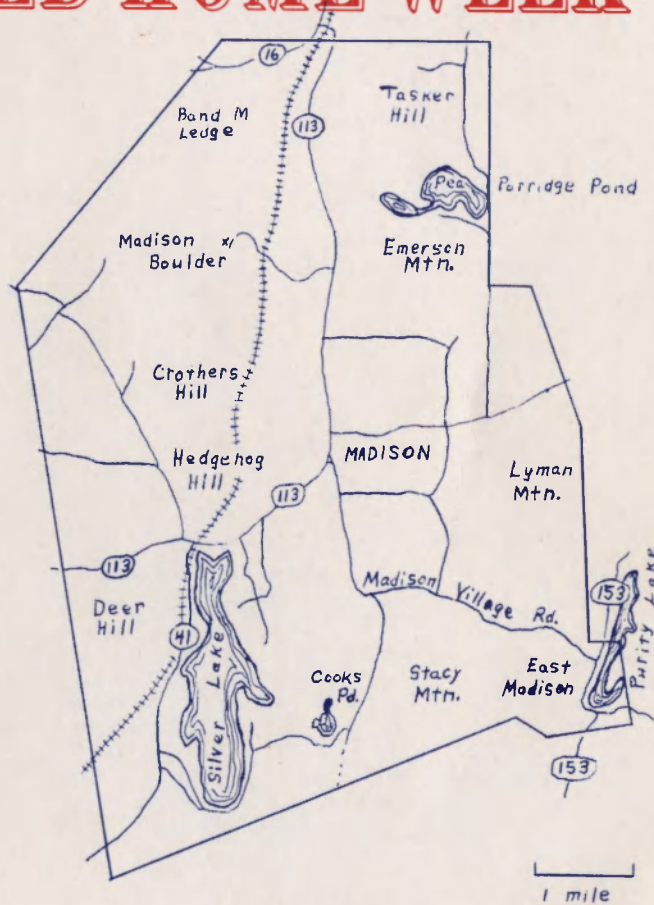 HOME WEEK
16
Band M
Ledge
113
Tasker
Hill
Pea
Porridge Pond
Madison
Boulder
Emerson
Mtn.
Crothers
Hill
Hedgehog
Hill
MADISON
Lyman
Mtn.
113
113
Madison Village Rd.
153
Purity Lake
Deer
Hill
41
Silver Lake
Cooks
Pd.
Stacy
Mtn.
East
Madison
153
1 mile